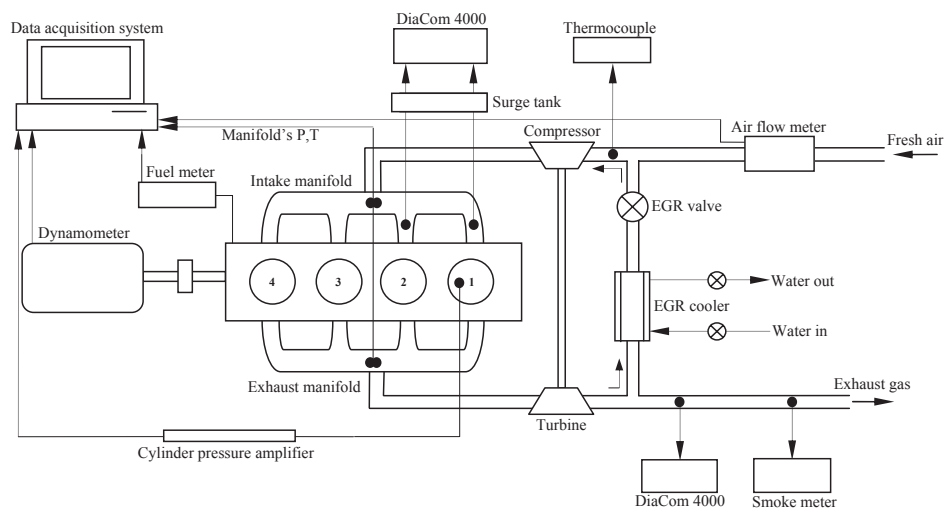 DiaCom 4000
Data acquisition system
Thermocouple
Surge tank
Compressor
Air flow meter
Manifold's P,T
Fresh air
Fuel meter
Intake manifold
EGR valve
Dynamometer
4
3
2
1
Water out
EGR cooler
Water in
Exhaust manifold
Exhaust gas
Turbine
Cylinder pressure amplifier
DiaCom 4000
Smoke meter